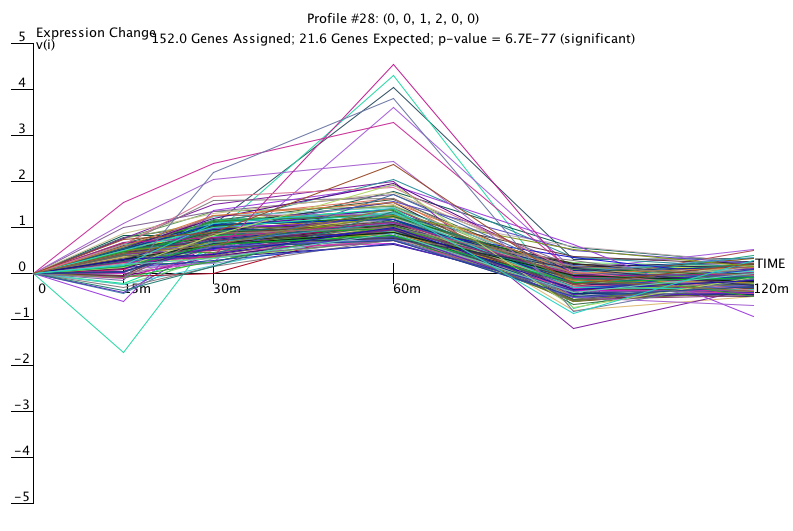 Profile #28: (0, 0, 1, 2, 0, 0)
152.0 Genes Assigned; 21.6 Genes Expected; p-value = 6.7E-77 (significant)
Expression Change
v(i)
5
4
3
2
1
0
-1
-2
-3
-4
-5
0
15m
30m
60m
120m
TIME